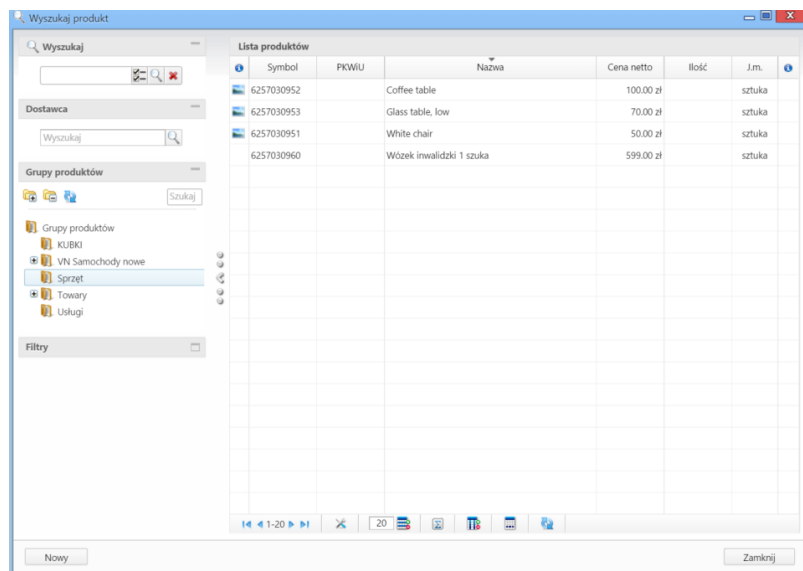 Wyszukaj produkt
Wyszukaj
Dostawca
Wyszukaj
Grupy produktów
Szukaj
Grupy produktów
KUBKI
VN Samochody nowe
Sprzęt
Towary
Usługi
Filtry
Lista produktów
Symbol PKWiU Nazwa Cena netto Ilość J.m.
6257030952 Coffee table 100.00 zł sztuka
6257030953 Glass table, low 70.00 zł sztuka
6257030951 White chair 50.00 zł sztuka
6257030960 Wózek inwalidzki 1 szuka 599.00 zł sztuka
1-20 20
Nowy Zamknij